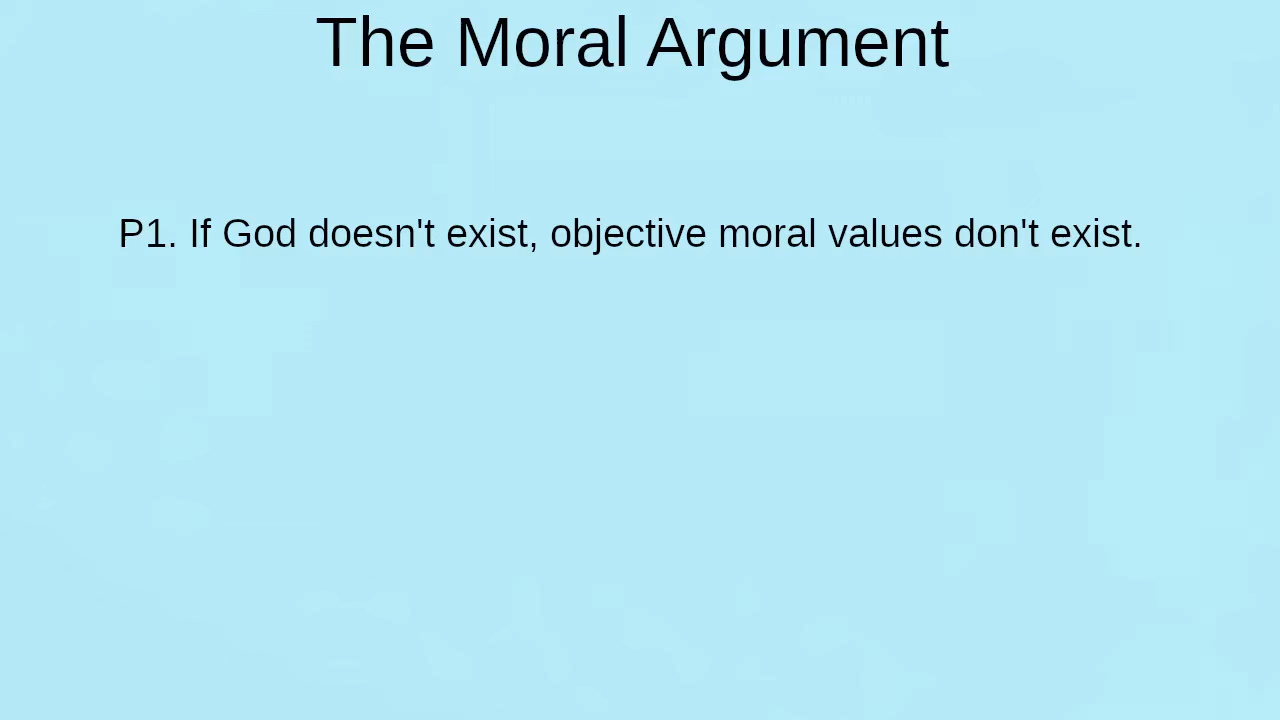 The Moral Argument
P1. If God doesn't exist, objective moral values don't exist.